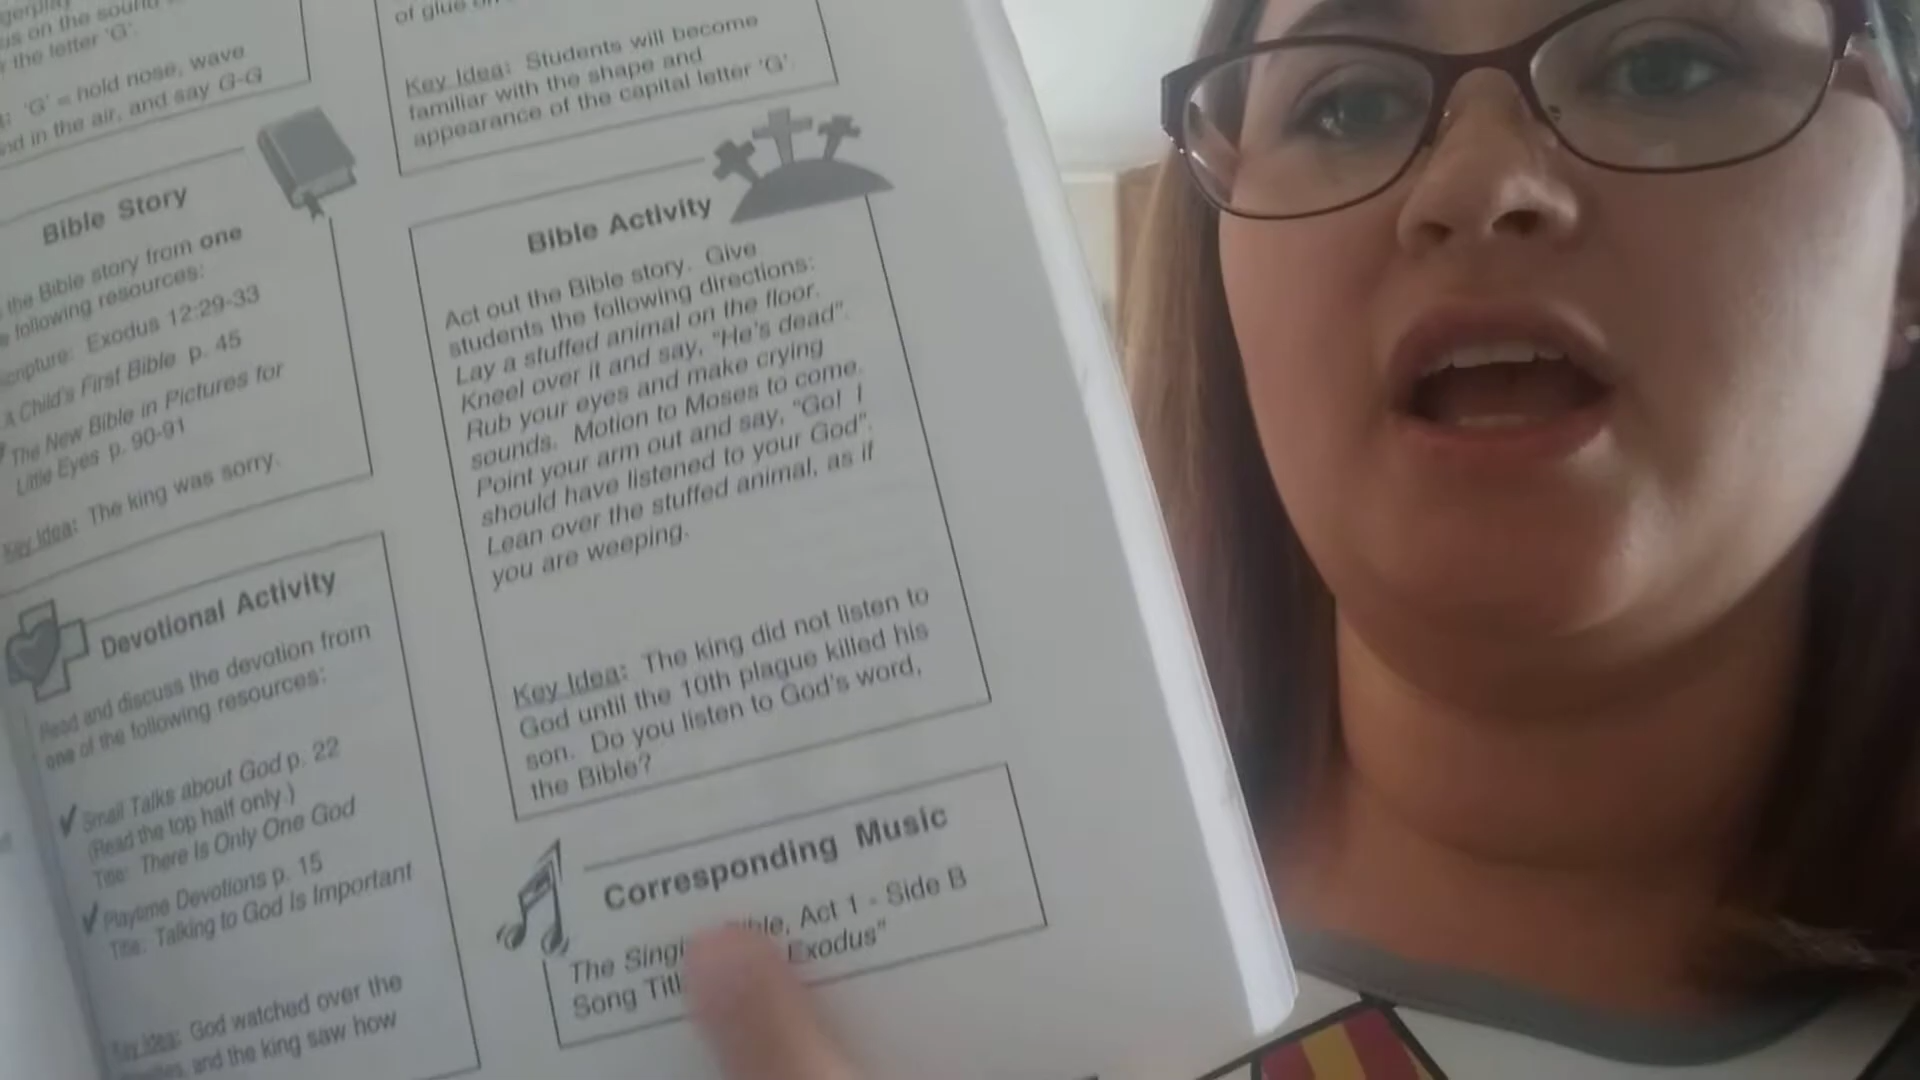 us on the sound
the letter 'G'.
'G' = hold nose, wave
in the air, and say G-G
Bible Story
the Bible story from one
following resources:
Exodus 12:29-33
A Child's First Bible p. 45
The New Bible in Pictures for
Little Eyes p. 90-91
Key Idea: The king was sorry.
Devotional Activity
Read and discuss the devotion from
one of the following resources:
Small Talks about God p. 22
(Read the top half only.)
Title: There Is Only One God
Playtime Devotions p. 15
Title: Talking to God Is Important
Key Idea: God watched over the
and the king saw how
of glue on
Key Idea: Students will become
familiar with the shape and
appearance of the capital letter 'G'.
Bible Activity
Act out the Bible story. Give
students the following directions:
Lay a stuffed animal on the floor.
Kneel over it and say, "He's dead".
Rub your eyes and make crying
sounds. Motion to Moses to come.
Point your arm out and say, "Go! I
should have listened to your God".
Lean over the stuffed animal, as if
you are weeping.
Key Idea: The king did not listen to
God until the 10th plague killed his
son. Do you listen to God's word,
the Bible?
Corresponding Music
The Act 1 - Side B
Song Exodus"